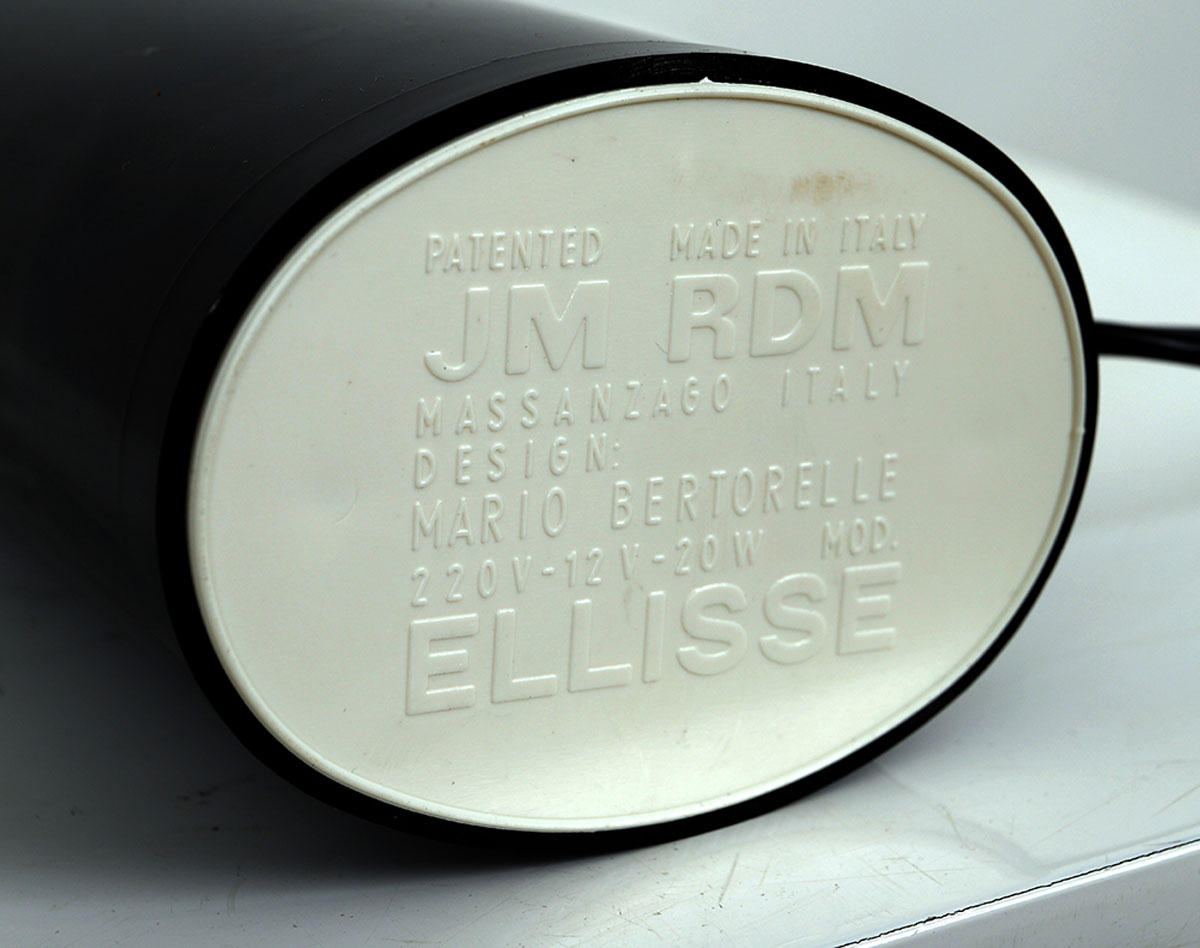 PATENTED MADE IN ITALY
JM RDM
MASSANZAGO ITALY
DESIGN:
MARIO BERTORELLE
220V-12V-20W MOD.
ELLISSE